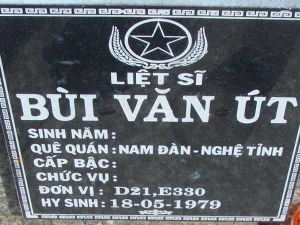 LIỆT SĨ
BÙI VĂN ÚT
SINH NĂM :
QUÊ QUÁN : NAM ĐÀN - NGHỆ TĨNH
CẤP BẬC :
CHỨC VỤ :
ĐƠN VỊ : D21,E330
HY SINH : 18-05-1979